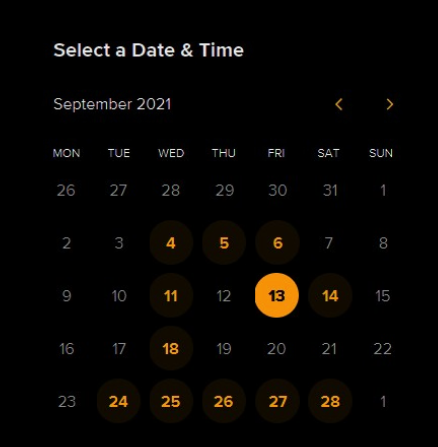 Select a Date & Time
September 2021
MON TUE WED THU FRI SAT SUN
26 27 28 29 30 31 1
2 3 4 5 6 7 8
9 10 11 12 13 14 15
16 17 18 19 20 21 22
23 24 25 26 27 28 1